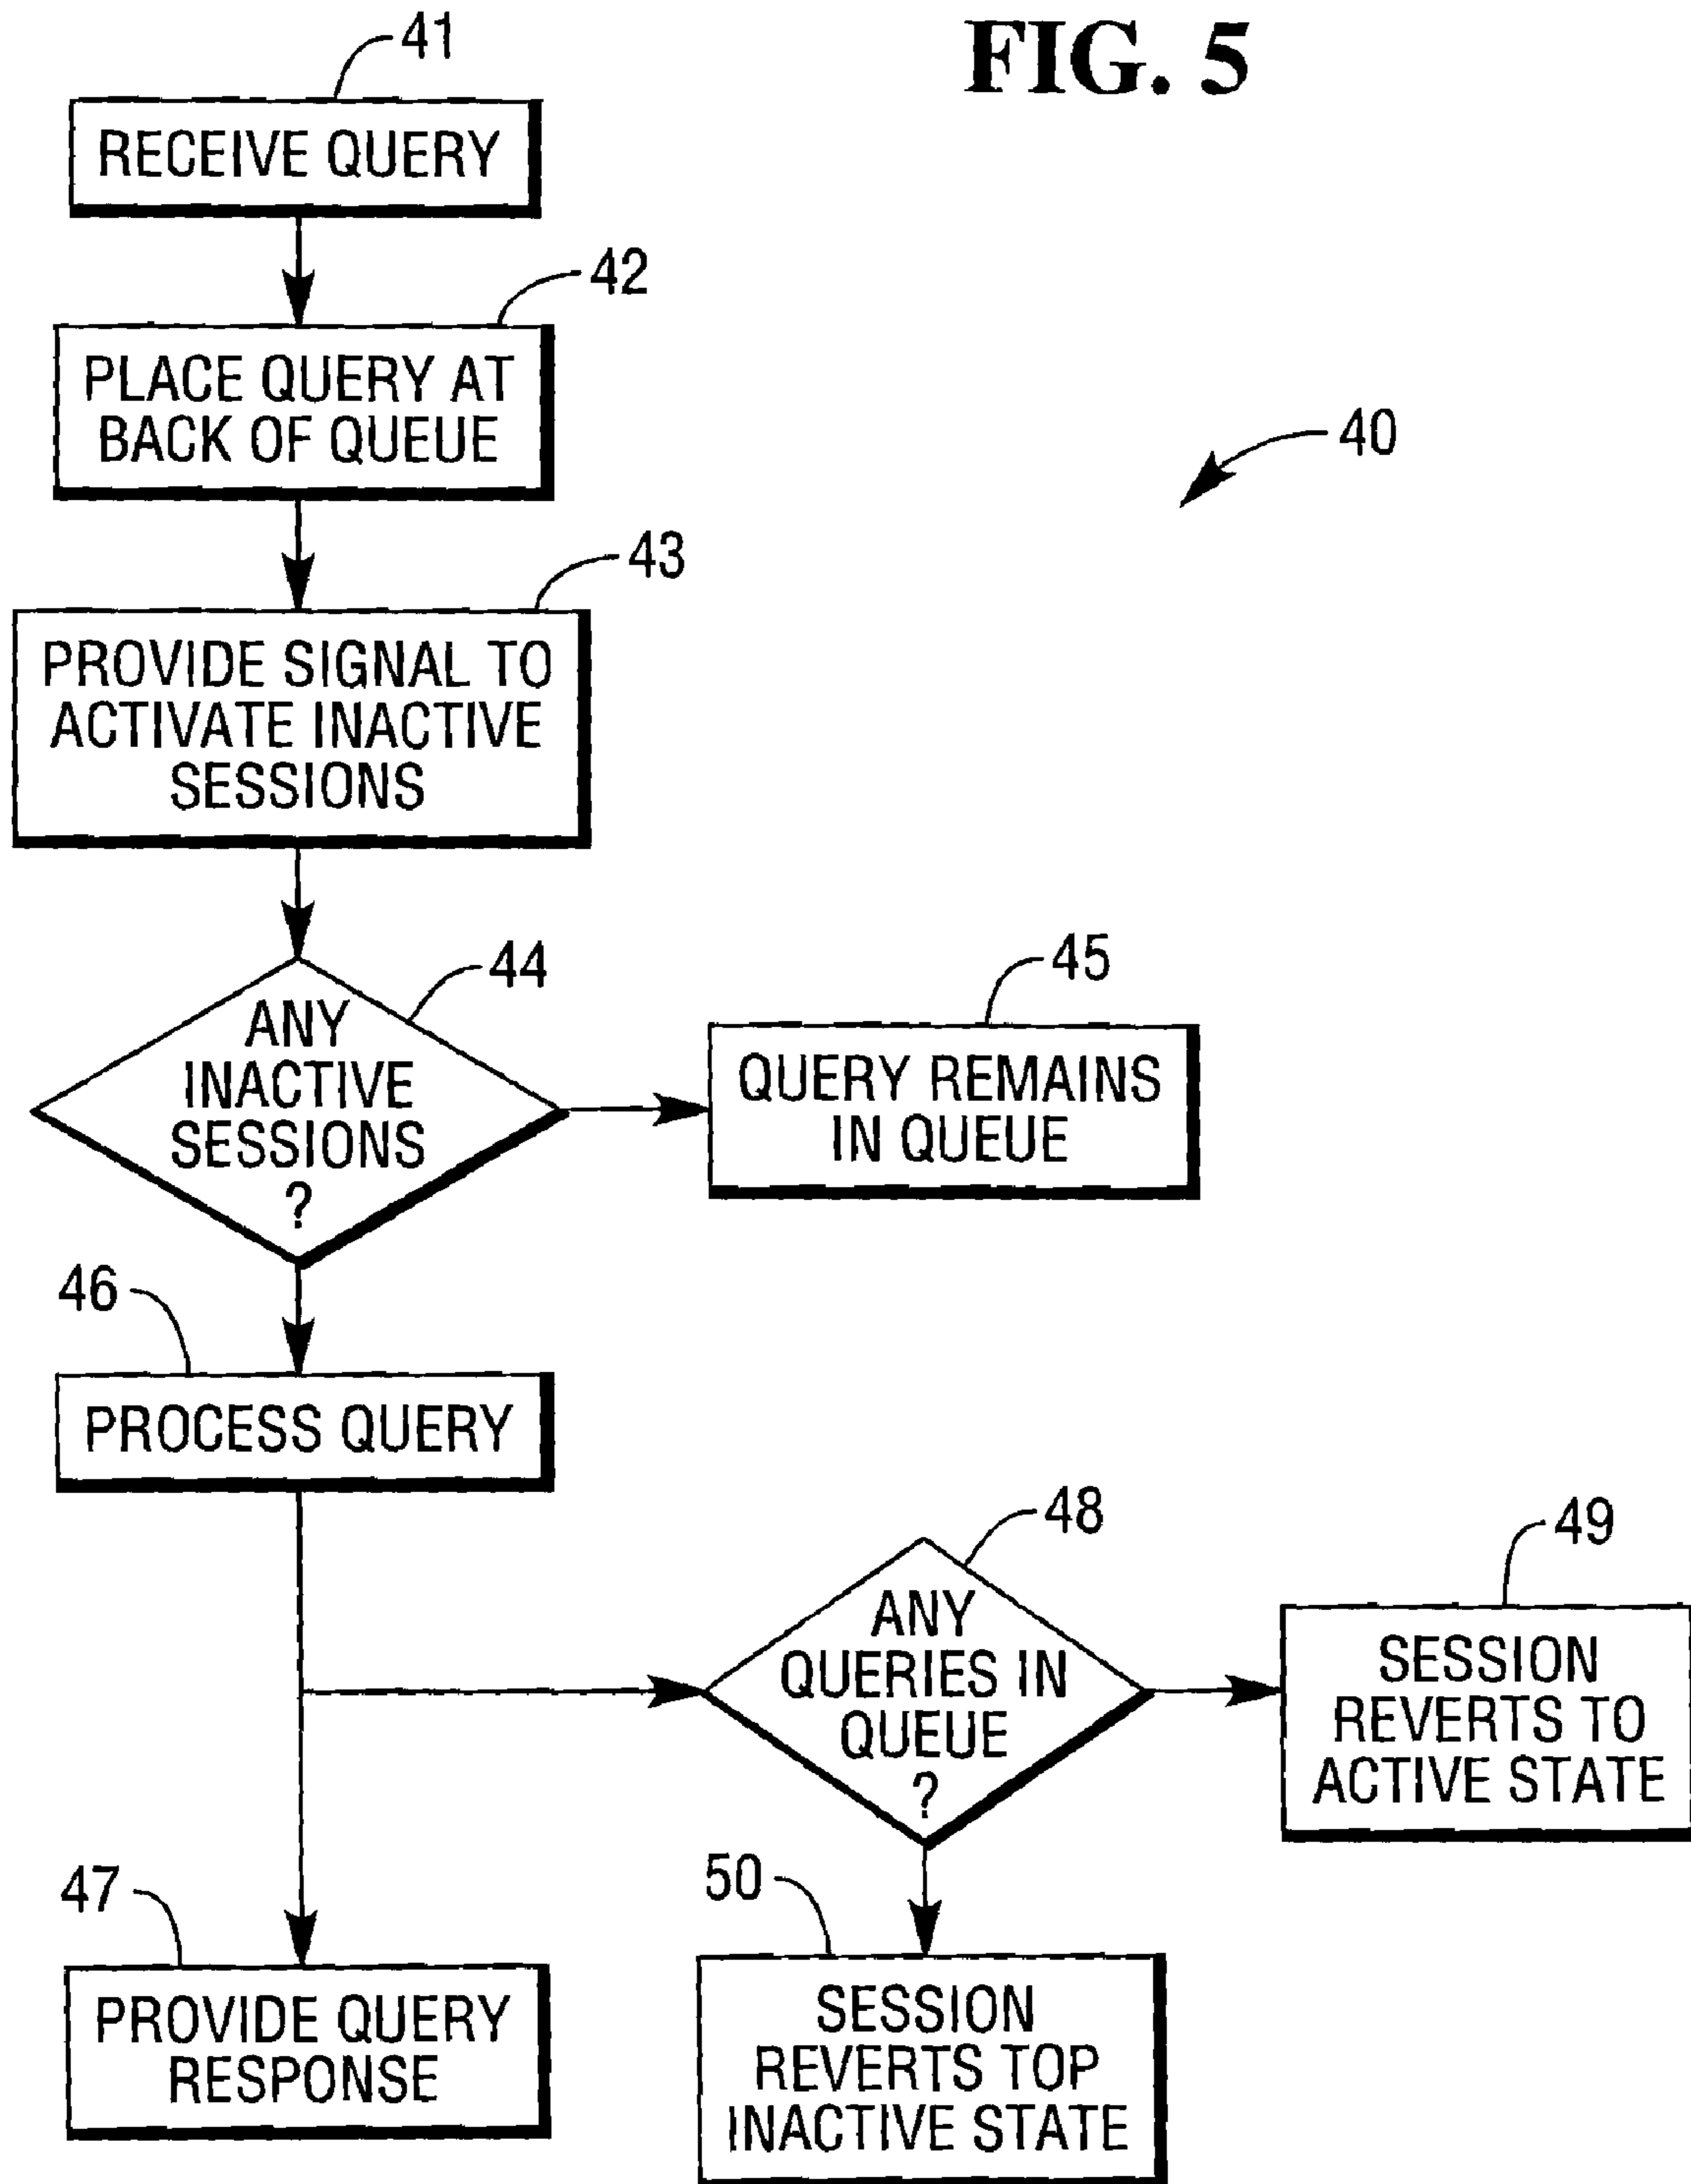 FIG. 5
41
RECEIVE QUERY
42
PLACE QUERY AT
BACK OF QUEUE
40
43
PROVIDE SIGNAL TO
ACTIVATE INACTIVE
SESSIONS
44
ANY
INACTIVE
SESSIONS
?
45
QUERY REMAINS
IN QUEUE
46
PROCESS QUERY
48
ANY
QUERIES IN
QUEUE
?
49
SESSION
REVERTS TO
ACTIVE STATE
47
PROVIDE QUERY
RESPONSE
50
SESSION
REVERTS TOP
INACTIVE STATE